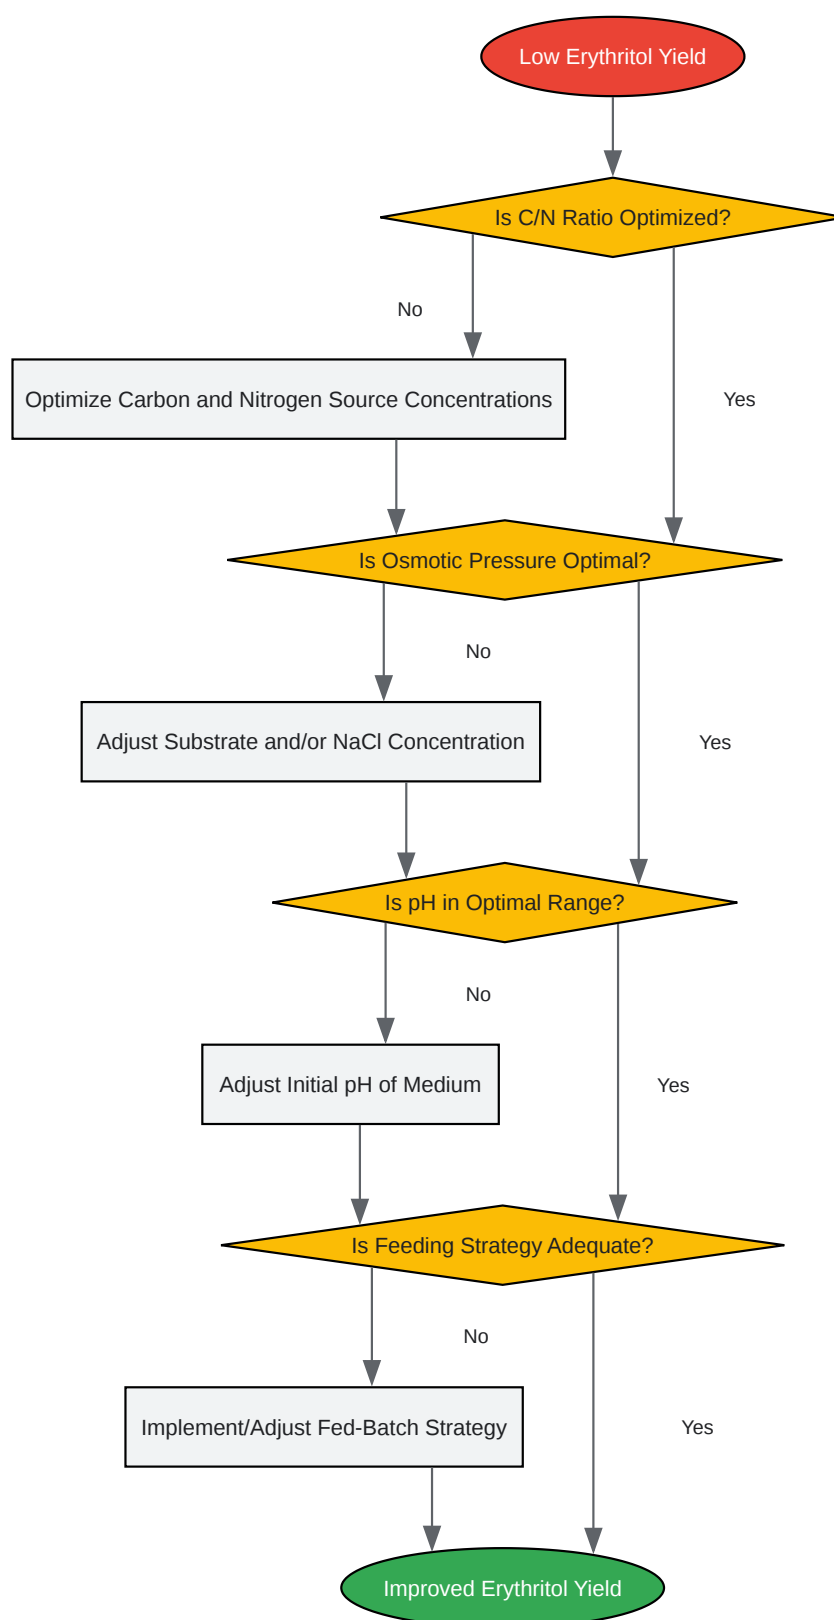 Low Erythritol Yield
Is C/N Ratio Optimized?
No
Optimize Carbon and Nitrogen Source Concentrations
Yes
Is Osmotic Pressure Optimal?
No
Adjust Substrate and/or NaCl Concentration
Yes
Is pH in Optimal Range?
No
Adjust Initial pH of Medium
Yes
Is Feeding Strategy Adequate?
No
Implement/Adjust Fed-Batch Strategy
Yes
Improved Erythritol Yield